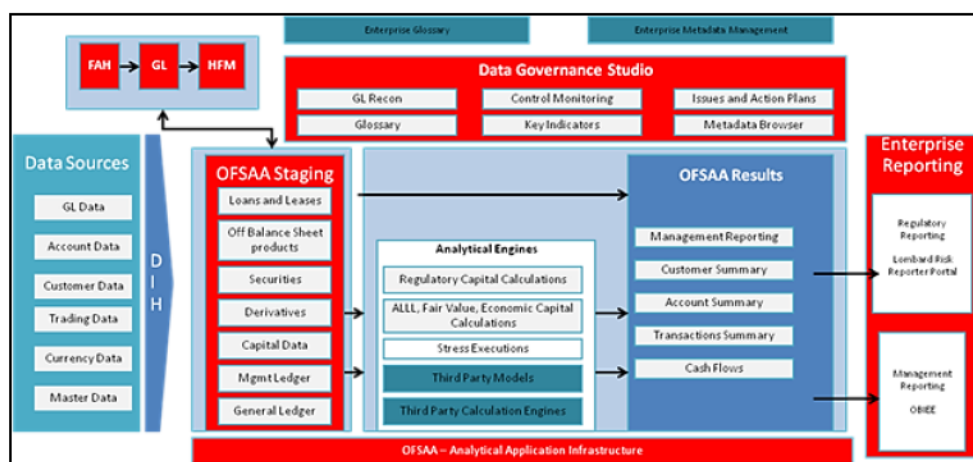 Enterprise Glossary
Enterprise Metadata Management
FAH
GL
HFM
Data Governance Studio
GL Recon
Control Monitoring
Issues and Action Plans
Glossary
Key Indicators
Metadata Browser
Data Sources
GL Data
Account Data
Customer Data
Trading Data
Currency Data
Master Data
D
I
H
OFSAA Staging
Loans and Leases
Off Balance Sheet
products
Securities
Derivatives
Capital Data
Mgmt Ledger
General Ledger
Analytical Engines
Regulatory Capital Calculations
ALLL, Fair Value, Economic Capital
Calculations
Stress Executions
Third Party Models
Third Party Calculation Engines
OFSAA Results
Management Reporting
Customer Summary
Account Summary
Transactions Summary
Cash Flows
Enterprise
Reporting
Regulatory
Reporting
Lombard Risk
Reporter Portal
Management
Reporting
OBIEE
OFSAA – Analytical Application Infrastructure